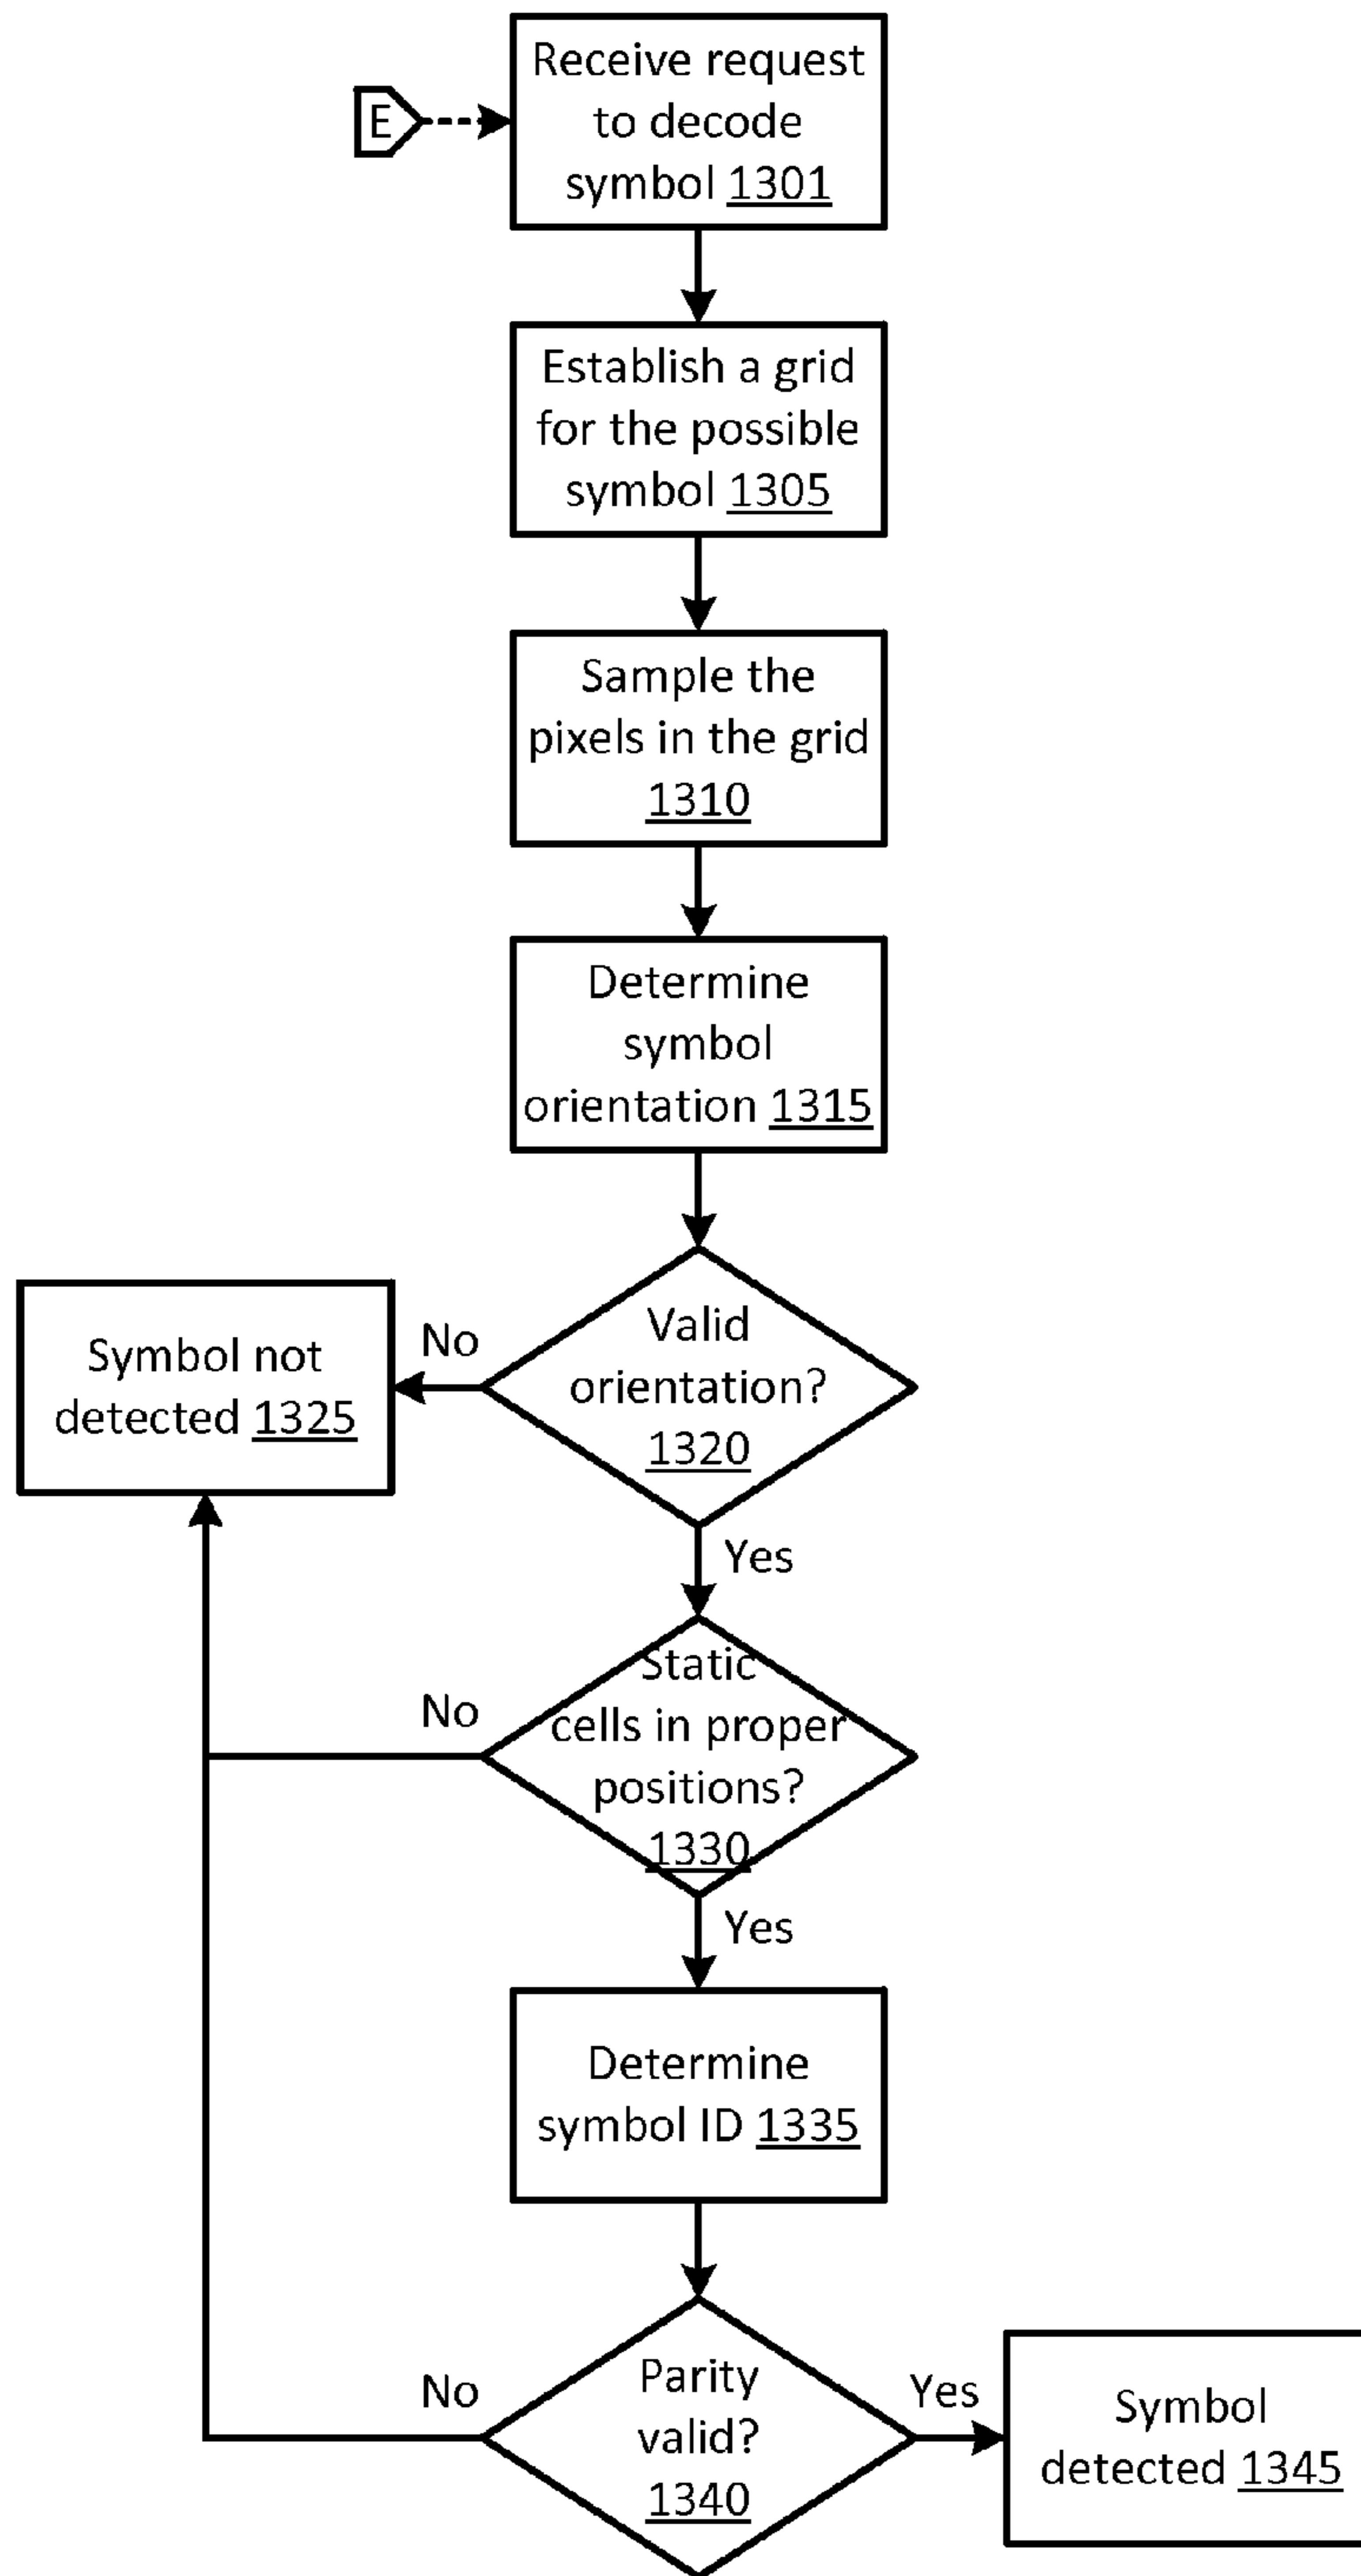 E
Receive request
to decode
symbol 1301
Establish a grid
for the possible
symbol 1305
Sample the
pixels in the grid
1310
Determine
symbol
orientation 1315
Valid
orientation?
1320
No
Symbol not
detected 1325
Yes
Static
cells in proper
positions?
1330
No
Yes
Determine
symbol ID 1335
Parity
valid?
1340
No
Yes
Symbol
detected 1345